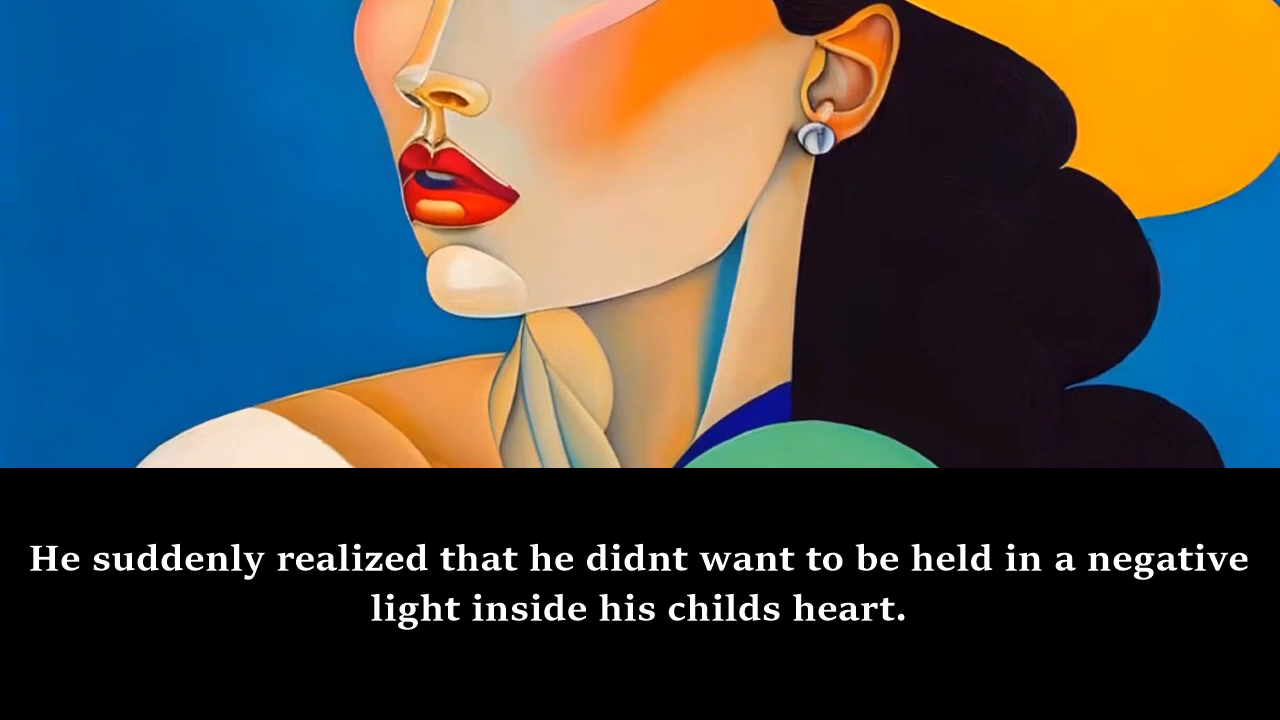 He suddenly realized that he didnt want to be held in a negative
light inside his childs heart.